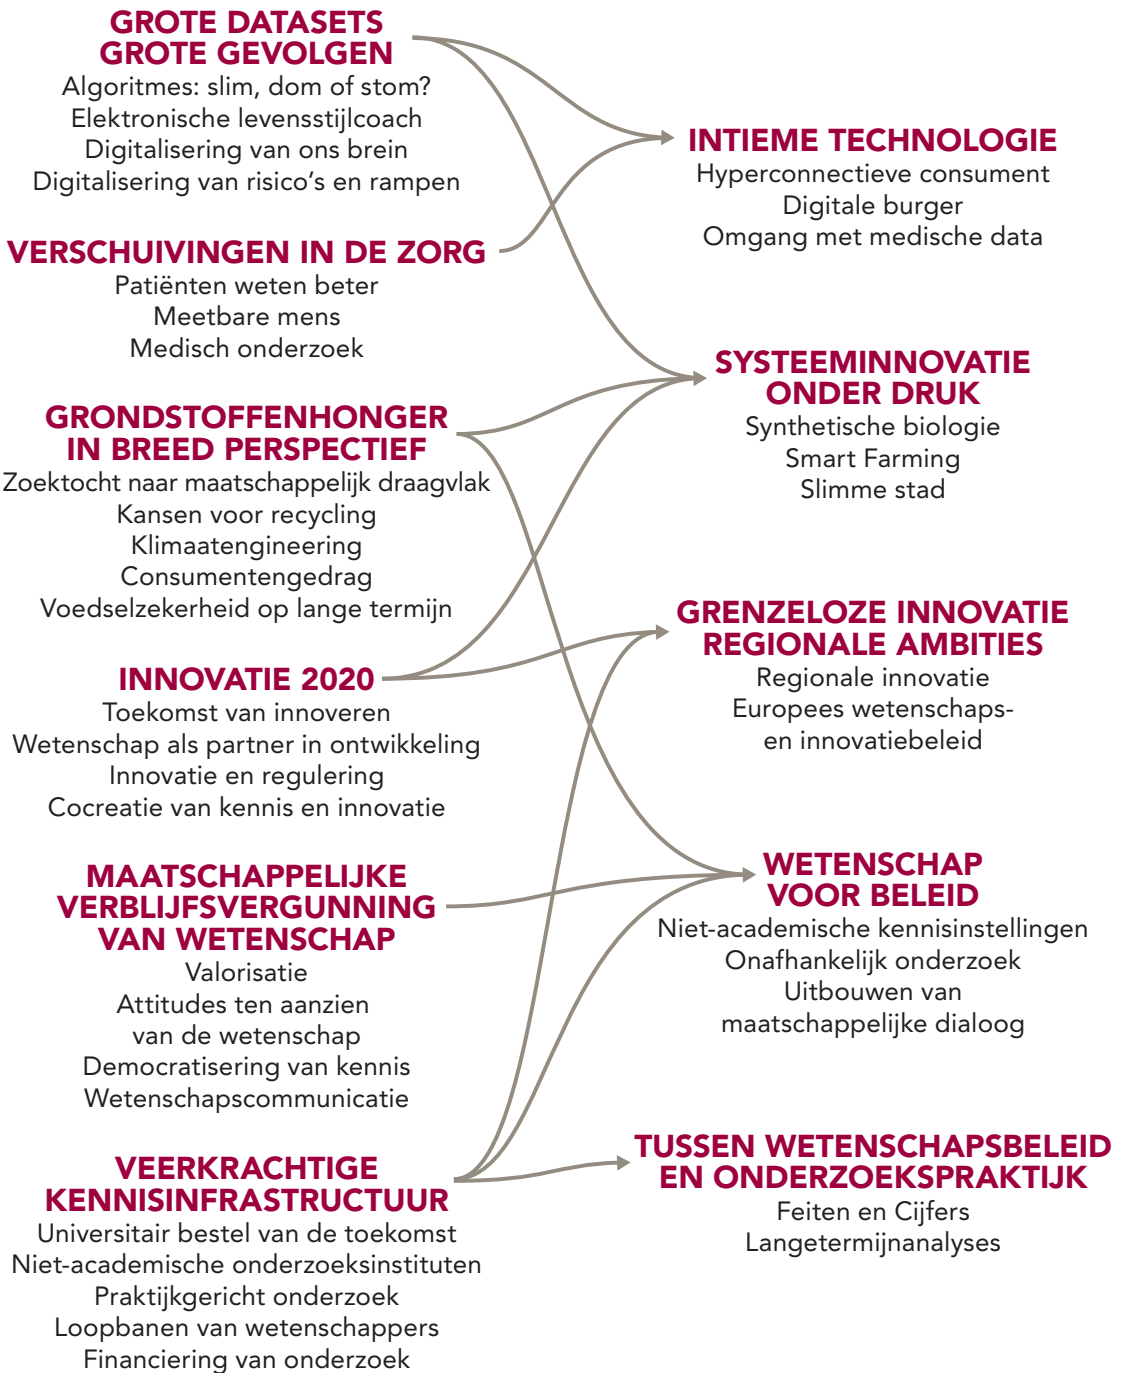 GROTE DATASETS
GROTE GEVOLGEN
Algoritmes: slim, dom of stom?
Elektronische levensstijlcoach
Digitalisering van ons brein
Digitalisering van risico’s en rampen
VERSCHUIVINGEN IN DE ZORG
Patiënten weten beter
Meetbare mens
Medisch onderzoek
GRONDSTOFFENHONGER
IN BREED PERSPECTIEF
Zoektocht naar maatschappelijk draagvlak
Kansen voor recycling
Klimaatengineering
Consumentengedrag
Voedselzekerheid op lange termijn
INNOVATIE 2020
Toekomst van innoveren
Wetenschap als partner in ontwikkeling
Innovatie en regulering
Cocreatie van kennis en innovatie
MAATSCHAPPELIJKE
VERBLIJFSVERGUNNING
VAN WETENSCHAP
Valorisatie
Attitudes ten aanzien
van de wetenschap
Democratisering van kennis
Wetenschapscommunicatie
VEERKRACHTIGE
KENNISINFRASTRUCTUUR
Universitair bestel van de toekomst
Niet-academische onderzoeksinstituten
Praktijkgericht onderzoek
Loopbanen van wetenschappers
Financiering van onderzoek
INTIEME TECHNOLOGIE
Hyperconnectieve consument
Digitale burger
Omgang met medische data
SYSTEEMINNOVATIE
ONDER DRUK
Synthetische biologie
Smart Farming
Slimme stad
GRENZELOZE INNOVATIE
REGIONALE AMBITIES
Regionale innovatie
Europees wetenschaps-
en innovatiebeleid
WETENSCHAP
VOOR BELEID
Niet-academische kennisinstellingen
Onafhankelijk onderzoek
Uitbouwen van
maatschappelijke dialoog
TUSSEN WETENSCHAPSBELEID
EN ONDERZOEKSPRAKTIJK
Feiten en Cijfers
Langetermijnanalyses